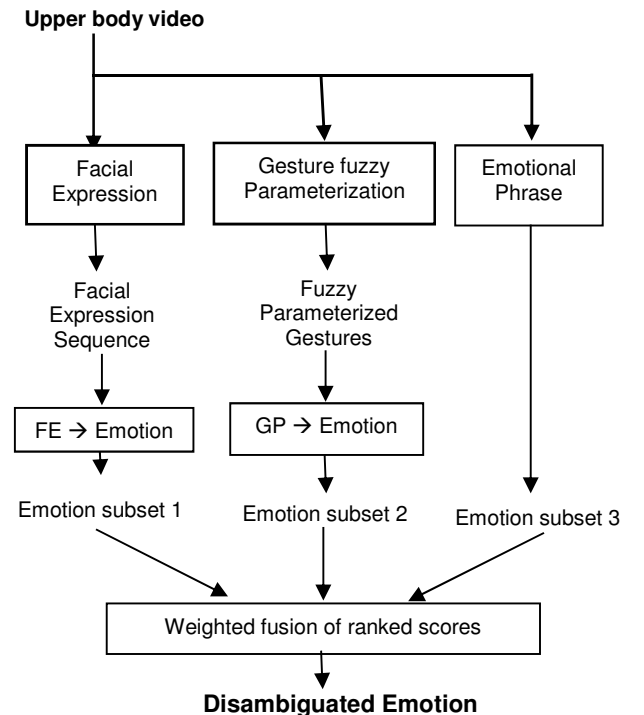 Upper body video
Facial
Expression
Gesture fuzzy
Parameterization
Emotional
Phrase
Facial
Expression
Sequence
Fuzzy
Parameterized
Gestures
FE → Emotion
GP → Emotion
Emotion subset 1
Emotion subset 2
Emotion subset 3
Weighted fusion of ranked scores
Disambiguated Emotion